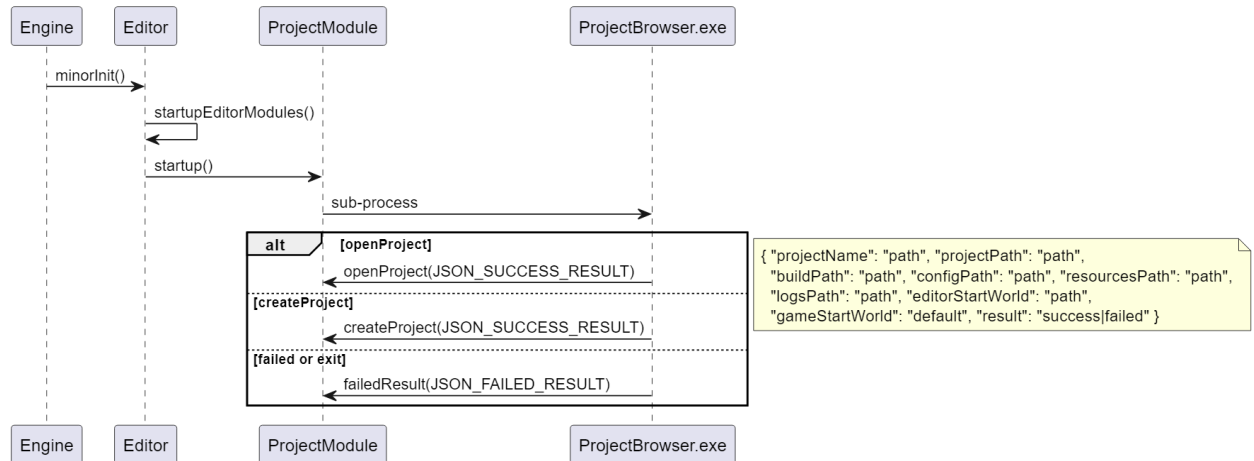 Engine
Editor
ProjectModule
ProjectBrowser.exe
minorInit()
startupEditorModules()
startup()
sub-process
alt
[openProject]
openProject(JSON_SUCCESS_RESULT)
{ "projectName": "path", "projectPath": "path",
"buildPath": "path", "configPath": "path", "resourcesPath": "path",
"logsPath": "path", "editorStartWorld": "path",
"gameStartWorld": "default", "result": "success|failed" }
[createProject]
createProject(JSON_SUCCESS_RESULT)
[failed or exit]
failedResult(JSON_FAILED_RESULT)
Engine
Editor
ProjectModule
ProjectBrowser.exe